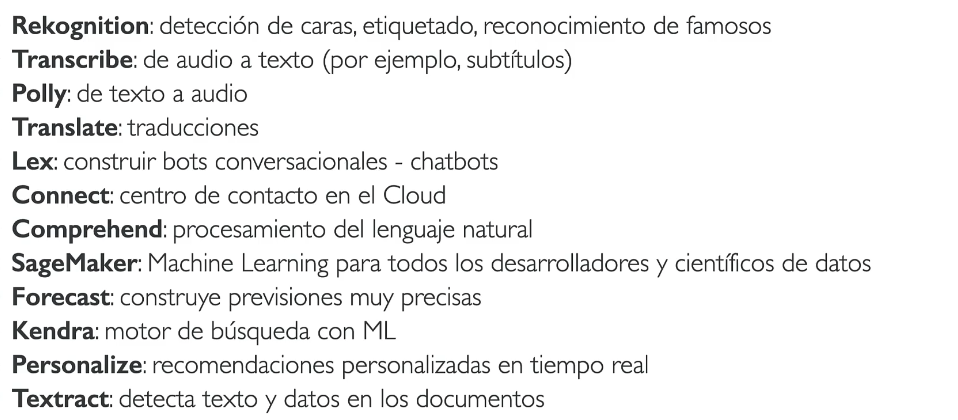 Rekognition: detección de caras, etiquetado, reconocimiento de famosos
Transcribe: de audio a texto (por ejemplo, subtítulos)
Polly: de texto a audio
Translate: traducciones
Lex: construir bots conversacionales - chatbots
Connect: centro de contacto en el Cloud
Comprehend: procesamiento del lenguaje natural
SageMaker: Machine Learning para todos los desarrolladores y científicos de datos
Forecast: construye previsiones muy precisas
Kendra: motor de búsqueda con ML
Personalize: recomendaciones personalizadas en tiempo real
Textract: detecta texto y datos en los documentos